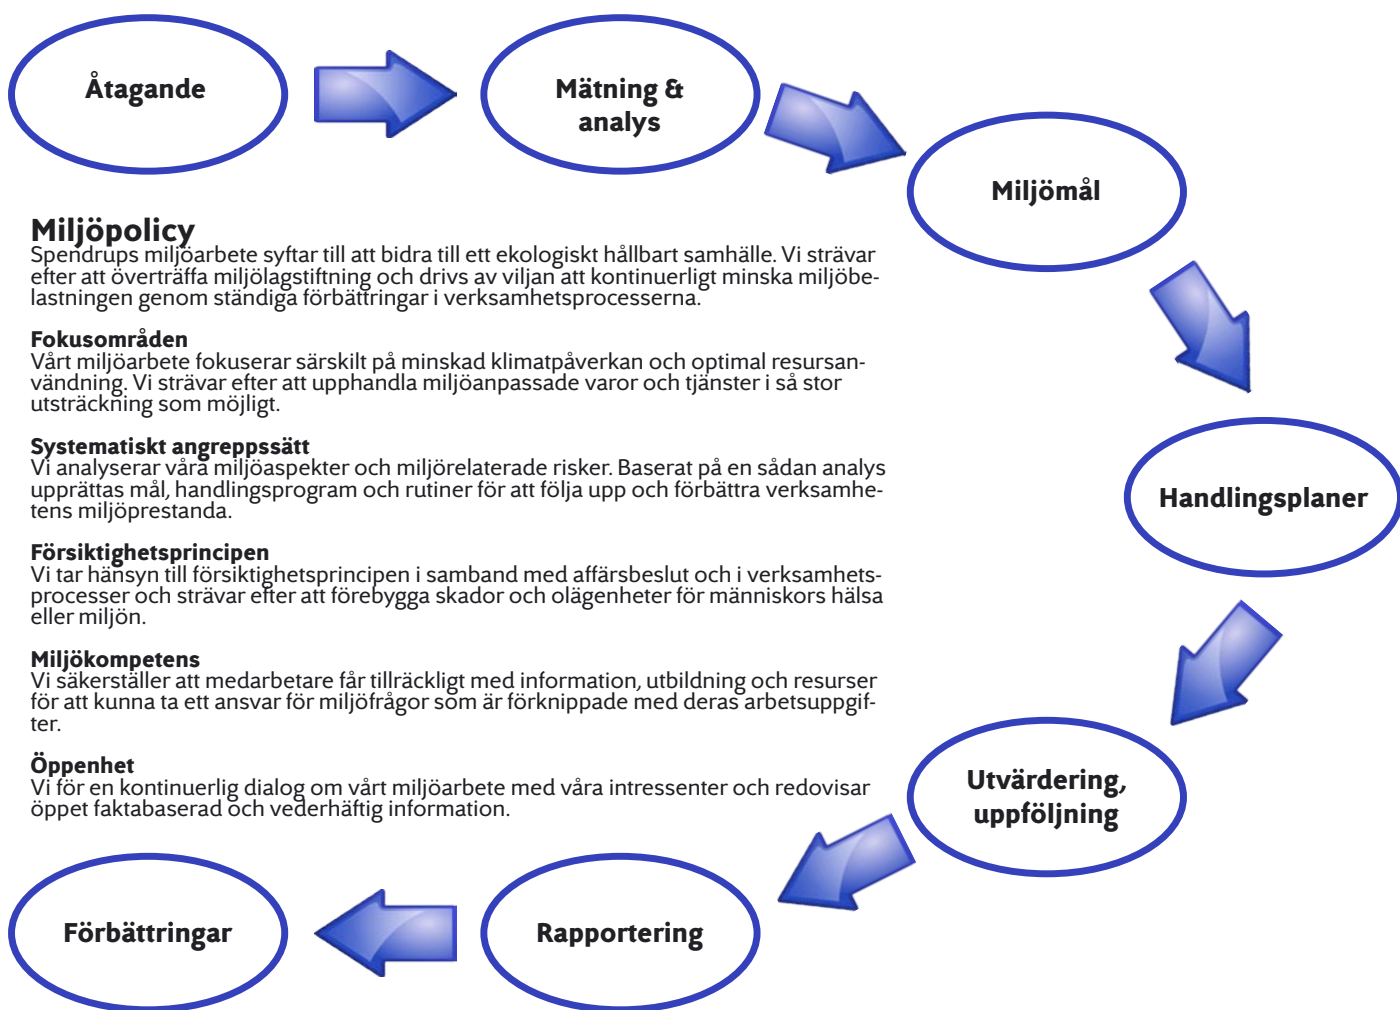 Åtagande
Mätning &
analys
Miljömål
Miljöpolicy
Spendrups miljöarbete syftar till att bidra till ett ekologiskt hållbart samhälle. Vi strävar
efter att överträffa miljölagstiftning och drivs av viljan att kontinuerligt minska miljöbe-
lastningen genom ständiga förbättringar i verksamhetsprocesserna.
Fokusområden
Vårt miljöarbete fokuserar särskilt på minskad klimatpåverkan och optimal resursan-
vändning. Vi strävar efter att upphandla miljöanpassade varor och tjänster i så stor
utsträckning som möjligt.
Systematiskt angreppssätt
Vi analyserar våra miljöaspekter och miljörelaterade risker. Baserat på en sådan analys
upprättas mål, handlingsprogram och rutiner för att följa upp och förbättra verksamhe-
tens miljöprestanda.
Försiktighetsprincipen
Vi tar hänsyn till försiktighetsprincipen i samband med affärsbeslut och i verksamhets-
processer och strävar efter att förebygga skador och olägenheter för människors hälsa
eller miljön.
Miljökompetens
Vi säkerställer att medarbetare får tillräckligt med information, utbildning och resurser
för att kunna ta ett ansvar för miljöfrågor som är förknippade med deras arbetsuppgif-
ter.
Öppenhet
Vi för en kontinuerlig dialog om vårt miljöarbete med våra intressenter och redovisar
öppet faktabaserad och vederhäftig information.
Handlingsplaner
Utvärdering,
uppföljning
Rapportering
Förbättringar